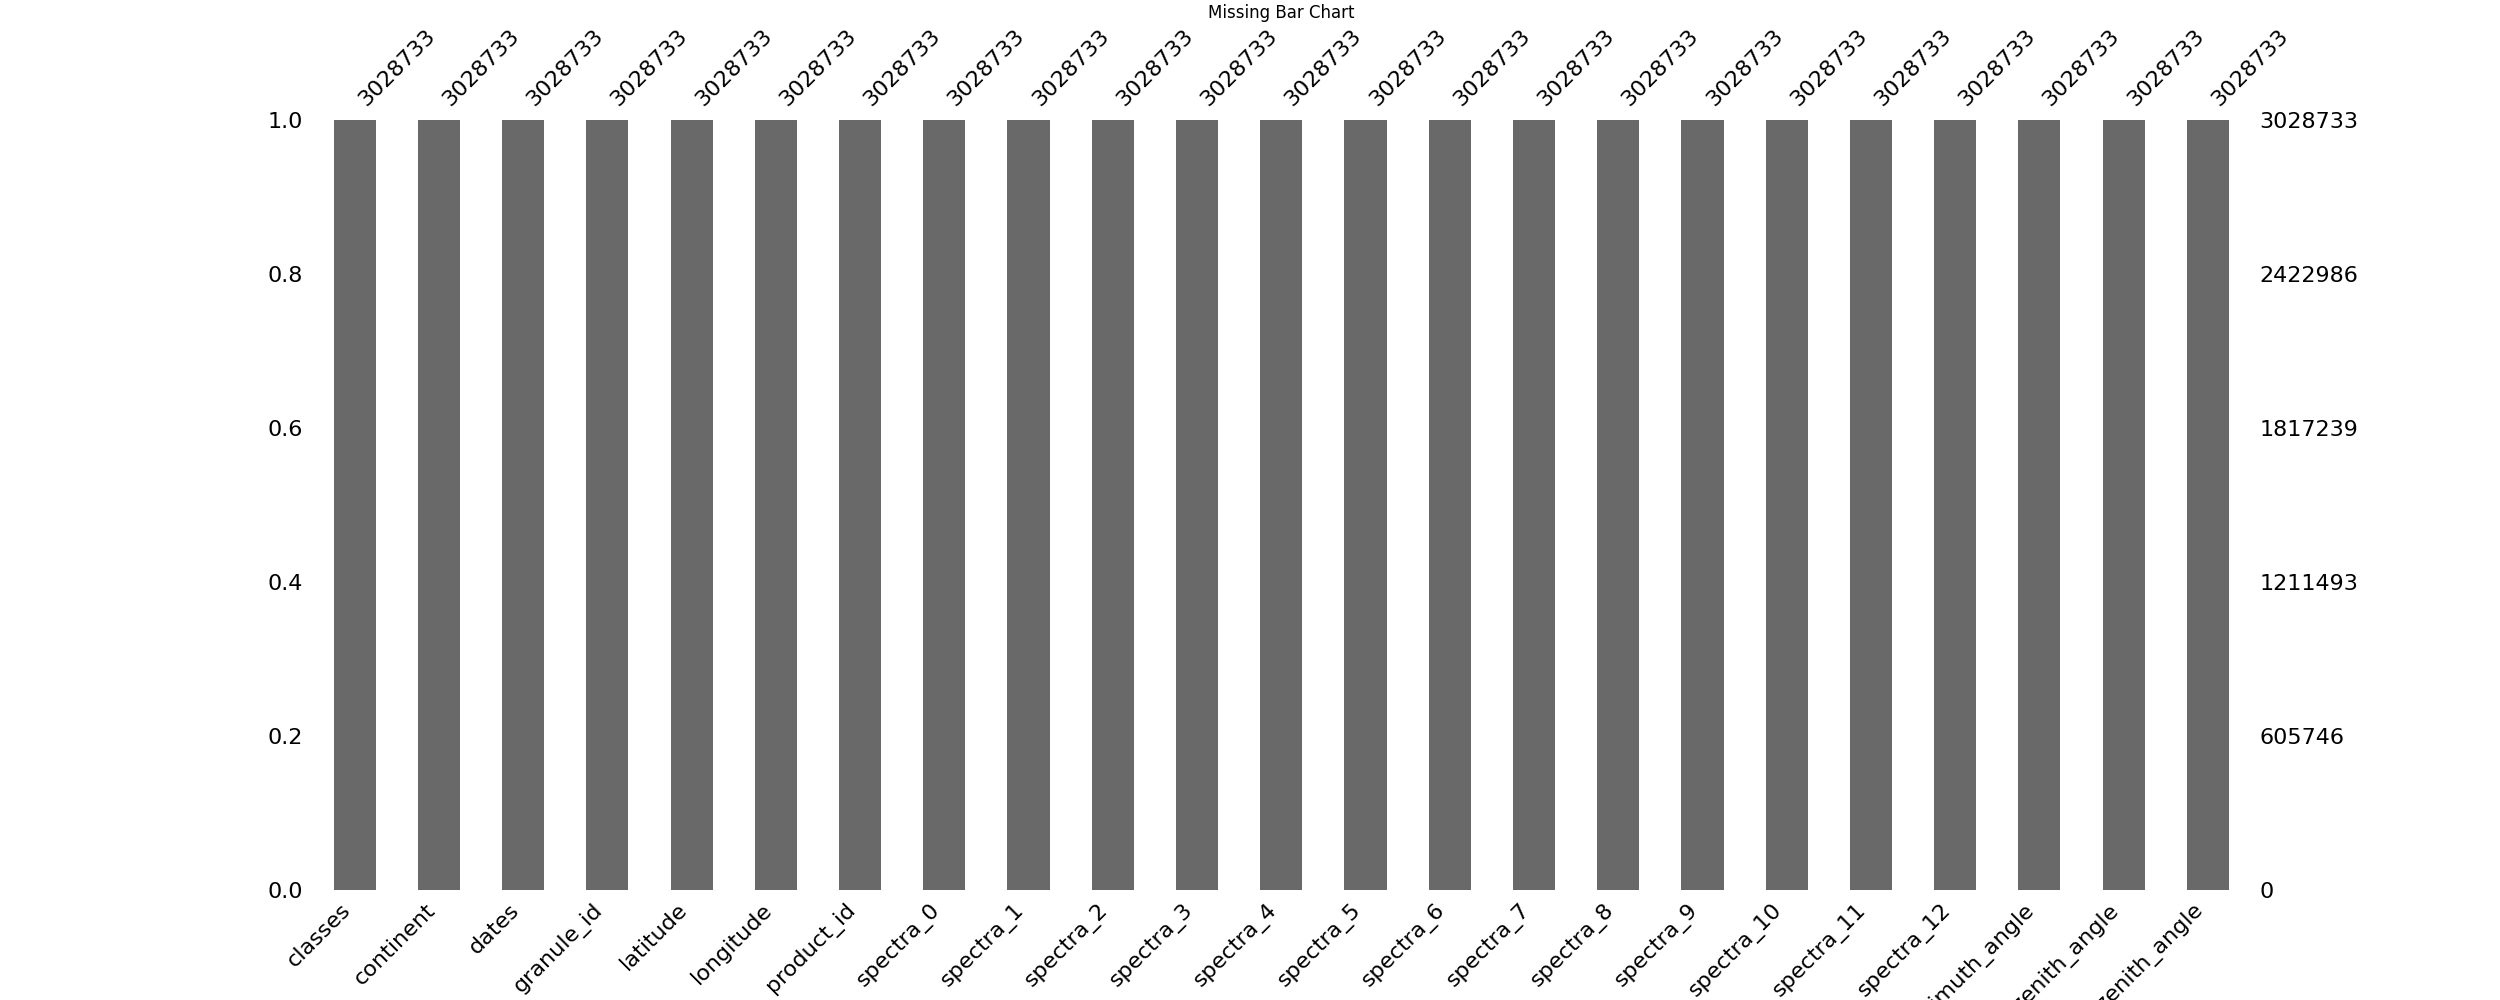 Missing Bar Chart
3028733 3028733 3028733 3028733 3028733 3028733 3028733 3028733 3028733 3028733 3028733 3028733 3028733 3028733 3028733 3028733 3028733 3028733 3028733 3028733 3028733 3028733 3028733
1.0 3028733
0.8 2422986
0.6 1817239
0.4 1211493
0.2 605746
0.0 0
classes continent dates granule_id latitude longitude product_id spectra_0 spectra_1 spectra_2 spectra_3 spectra_4 spectra_5 spectra_6 spectra_7 spectra_8 spectra_9 spectra_10 spectra_11 spectra_12 imuth_angle zenith_angle zenith_angle